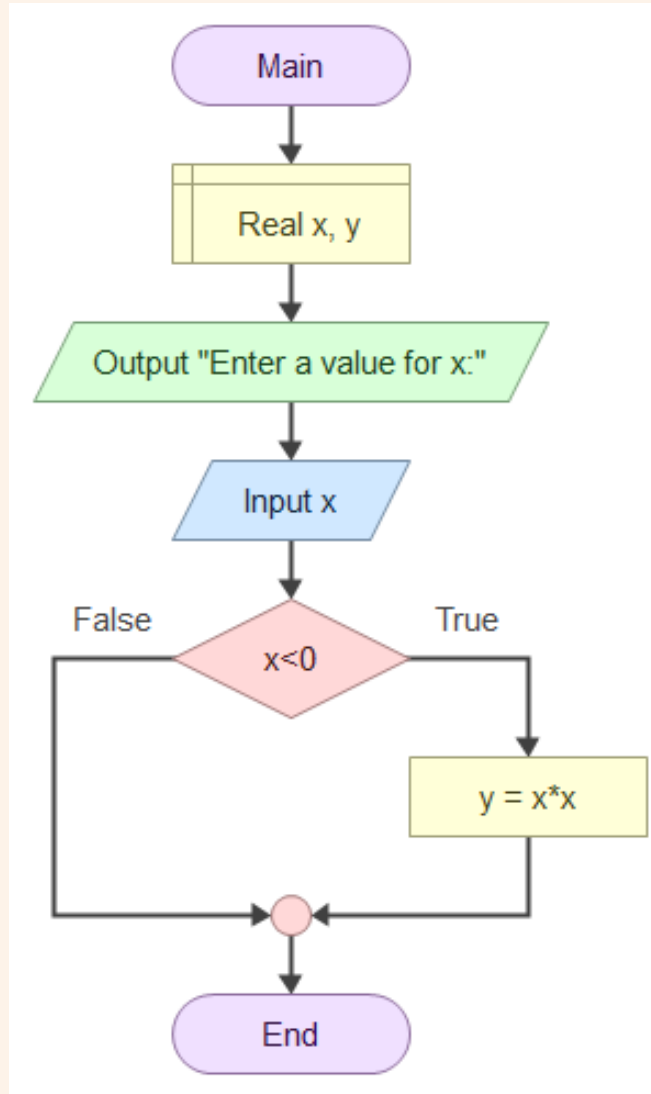 Main
Real x, y
Output "Enter a value for x:"
Input x
False
True
x<0
y = x*x
End